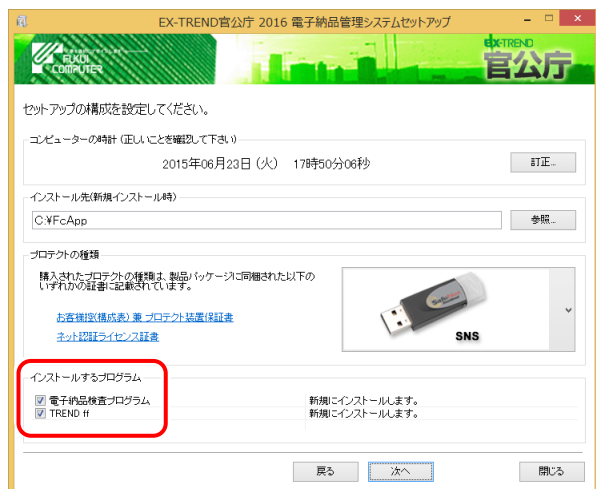 EX-TREND官公庁 2016 電子納品管理システムセットアップ
FUKUI
COMPUTER
EX-TREND
官公庁
セットアップの構成を設定してください。
コンピューターの時計 (正しいことを確認して下さい)
2015年06月23日 (火) 17時50分06秒
訂正...
インストール先(新規インストール時)
C:¥FcApp
参照...
プロテクトの種類
購入されたプロテクトの種類は、製品パッケージに同梱された以下の
いずれかの証書に記載されています。
お客様控(構成表) 兼 プロテクト装置保証書
ネット認証ライセンス証書
SNS
インストールするプログラム
電子納品検査プログラム 新規にインストールします。
TREND ff 新規にインストールします。
戻る
次へ
閉じる